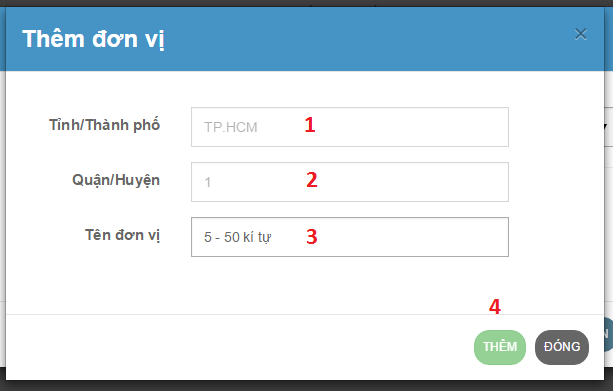 Thêm đơn vị ×
Tỉnh/Thành phố TP.HCM 1
Quận/Huyện 1 2
Tên đơn vị 5 - 50 kí tự 3
4
THÊM ĐÓNG